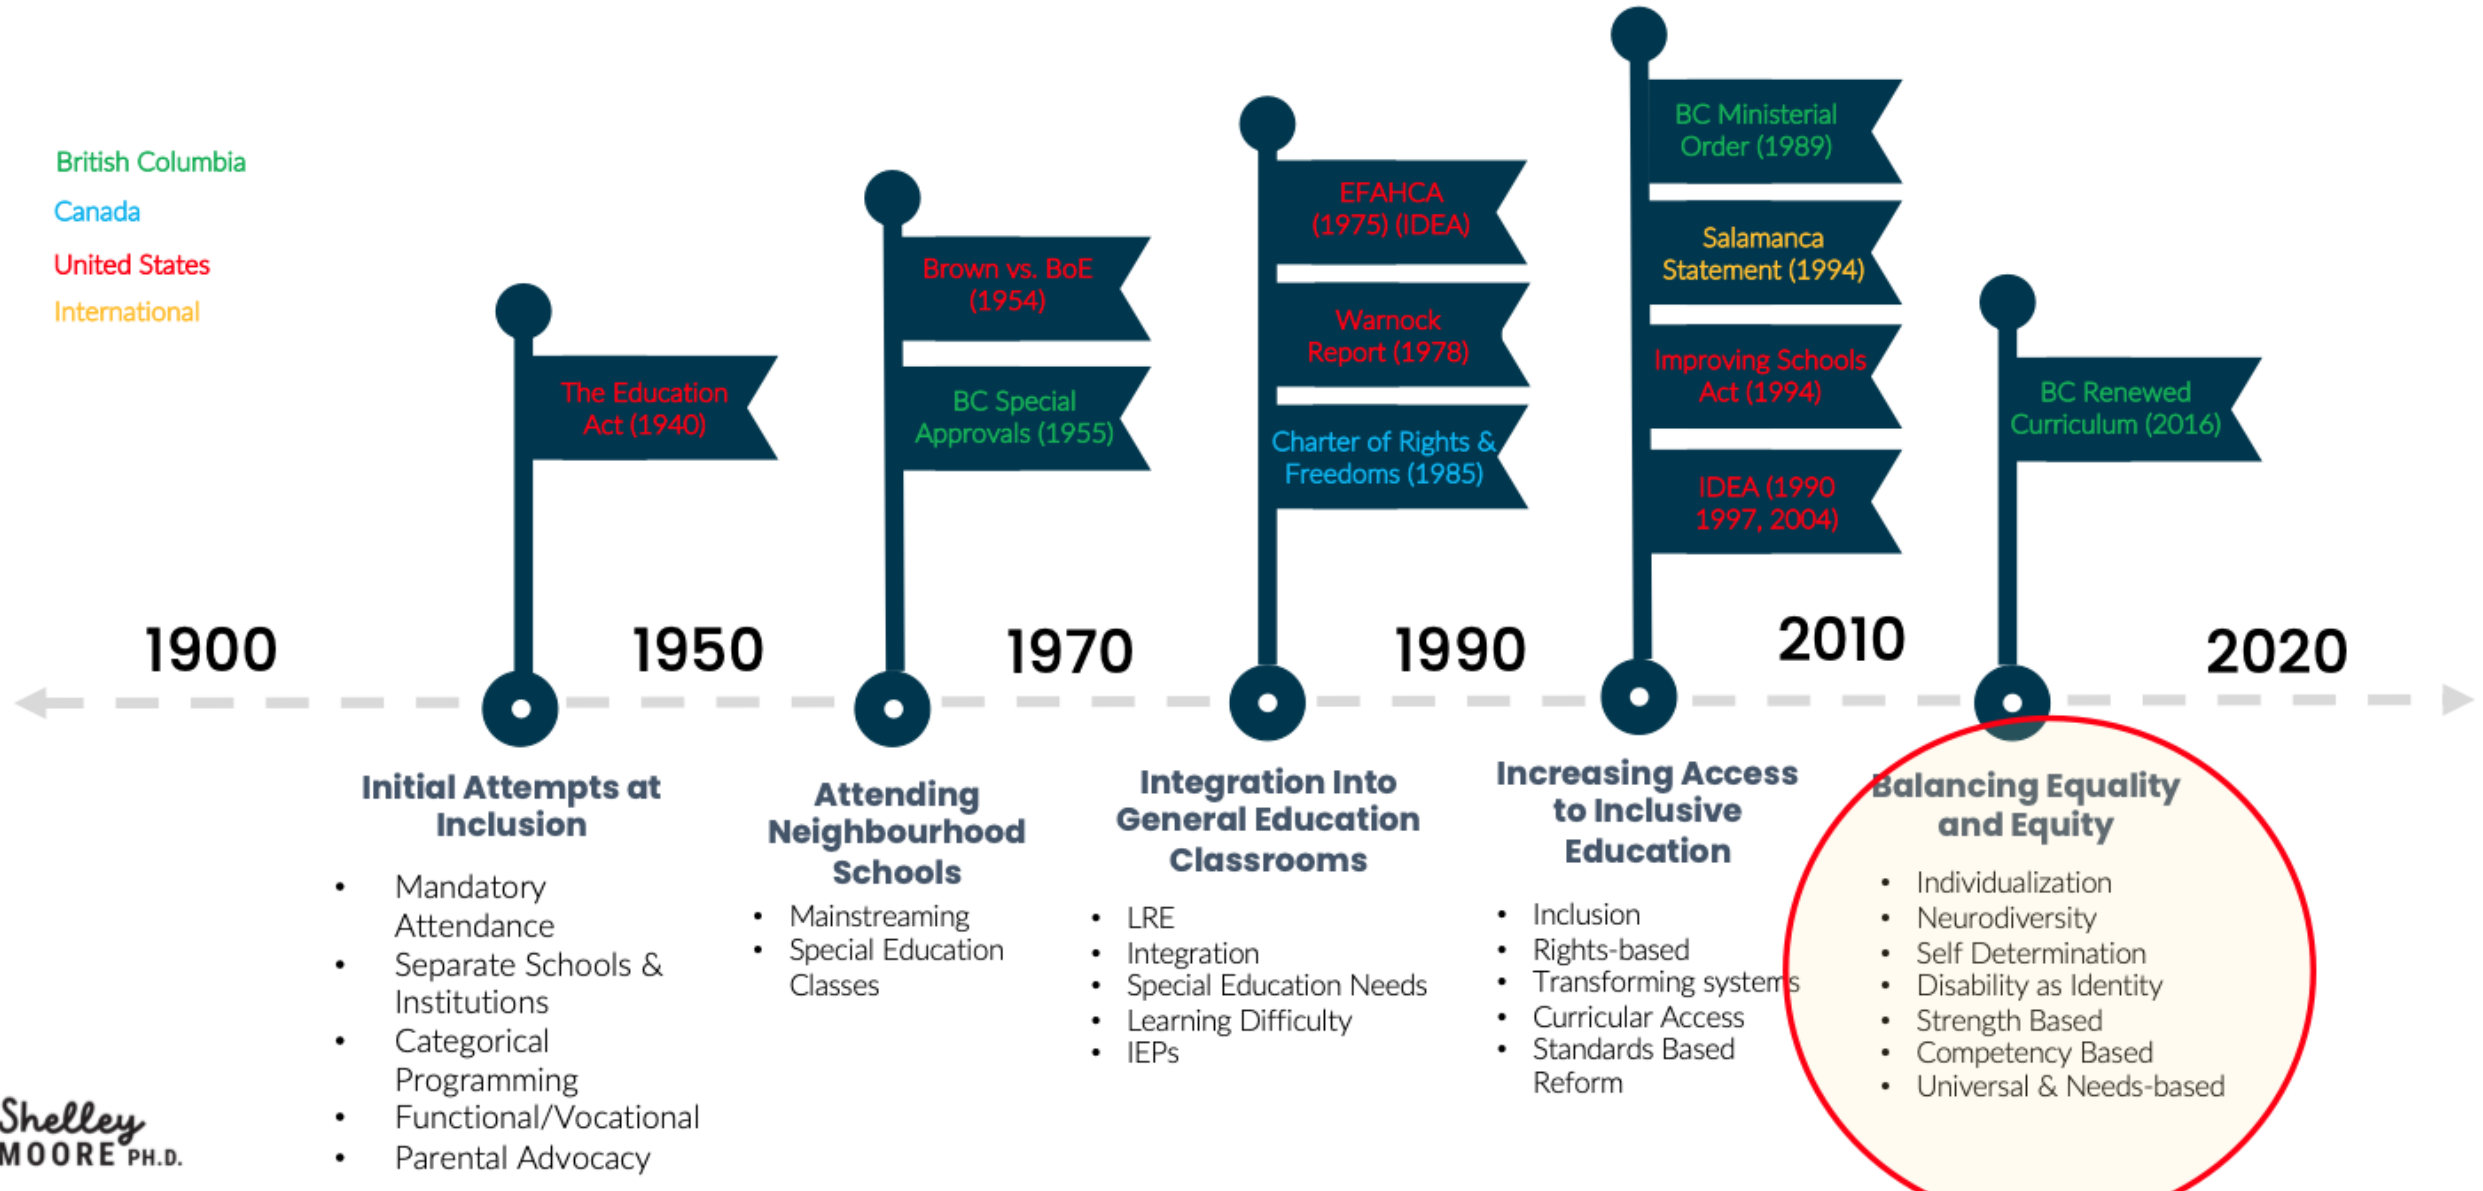 British Columbia
Canada
United States
International
The Education
Act (1940)
Brown vs. BoE
(1954)
BC Special
Approvals (1955)
EFAHCA
(1975) (IDEA)
Warnock
Report (1978)
Charter of Rights &
Freedoms (1985)
BC Ministerial
Order (1989)
Salamanca
Statement (1994)
Improving Schools
Act (1994)
IDEA (1990
1997, 2004)
BC Renewed
Curriculum (2016)
1900
1950
1970
1990
2010
2020
Initial Attempts at
Inclusion
• Mandatory
Attendance
• Separate Schools &
Institutions
• Categorical
Programming
• Functional/Vocational
• Parental Advocacy
Attending
Neighbourhood
Schools
• Mainstreaming
• Special Education
Classes
Integration Into
General Education
Classrooms
• LRE
• Integration
• Special Education Needs
• Learning Difficulty
• IEPs
Increasing Access
to Inclusive
Education
• Inclusion
• Rights-based
• Transforming systems
• Curricular Access
• Standards Based
Reform
Balancing Equality
and Equity
• Individualization
• Neurodiversity
• Self Determination
• Disability as Identity
• Strength Based
• Competency Based
• Universal & Needs-based
Shelley
MOORE PH.D.